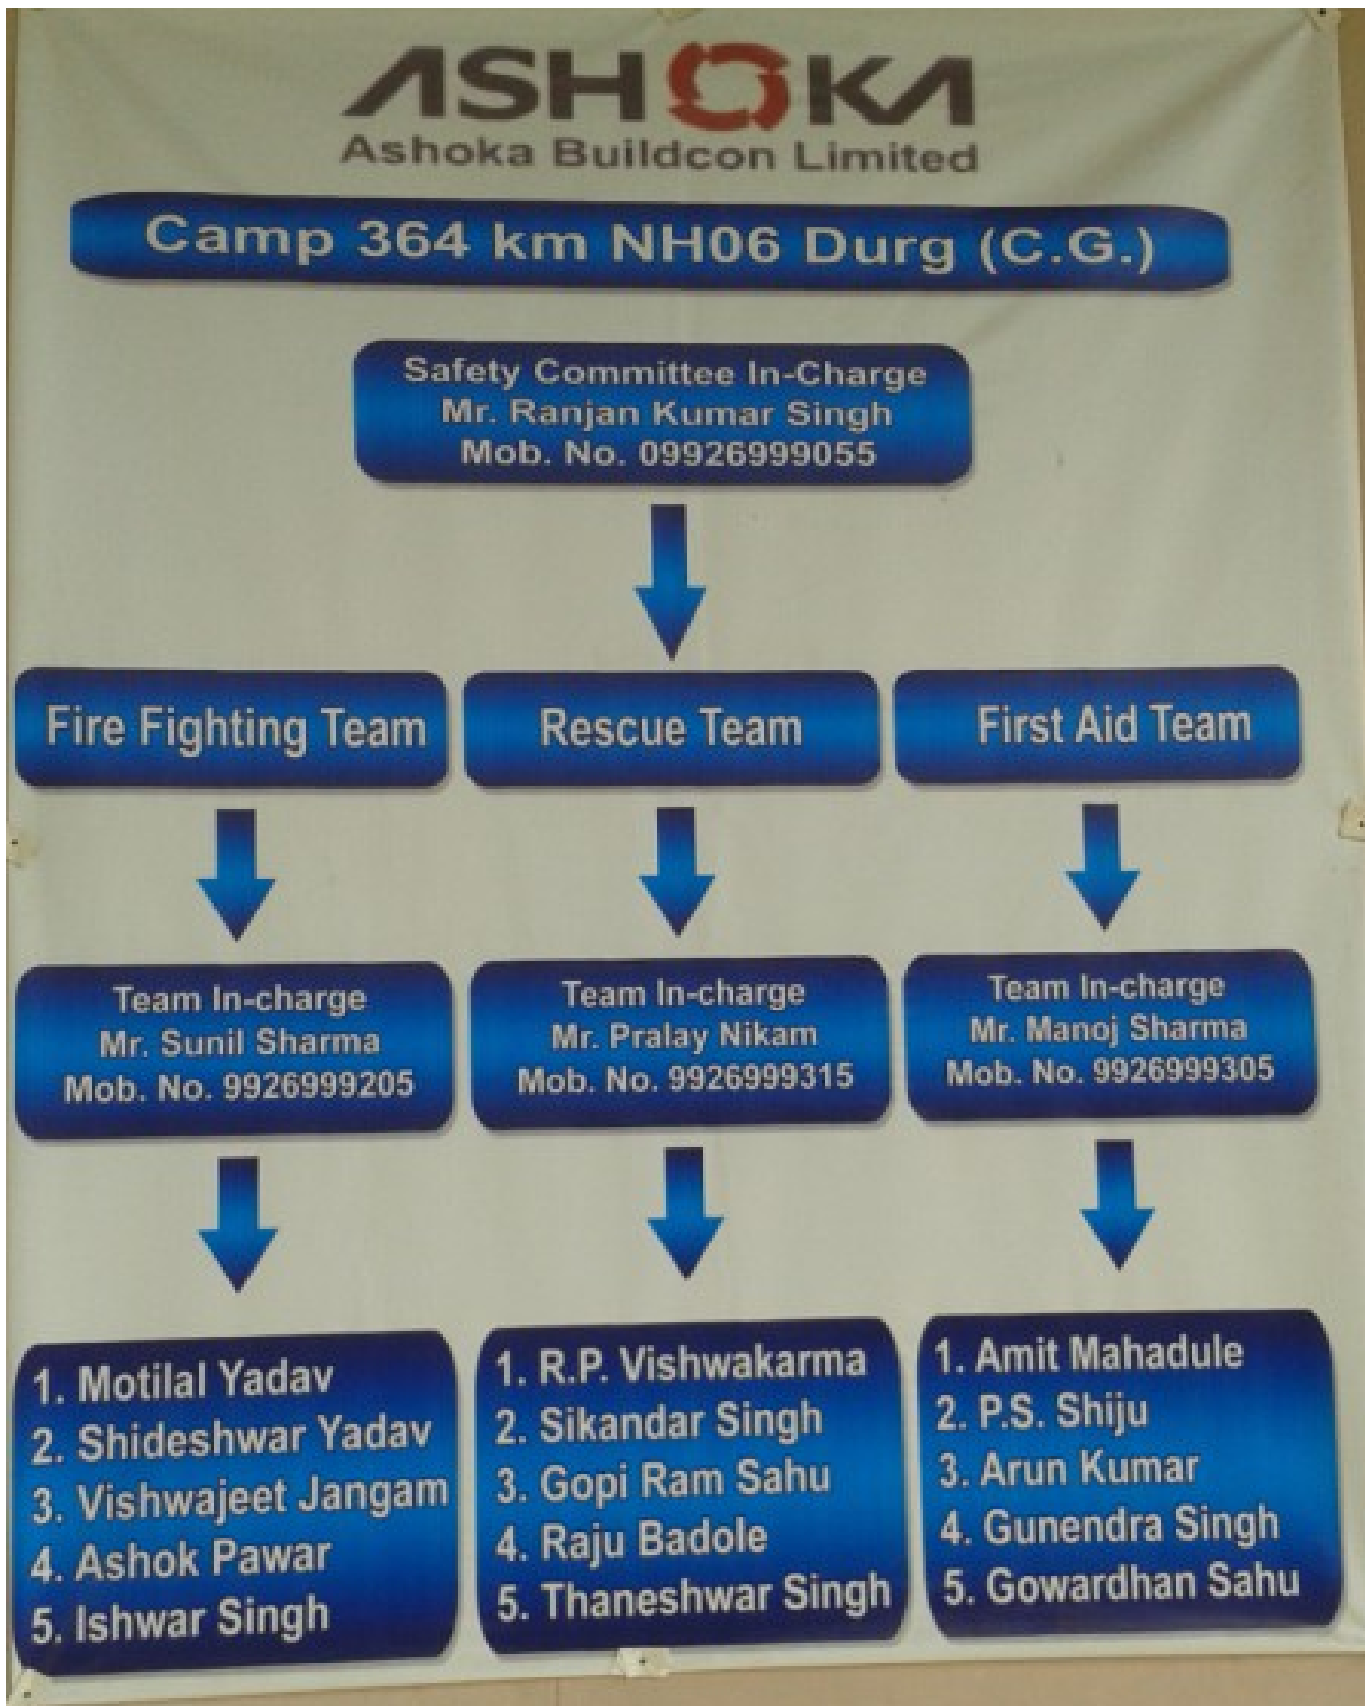 ASHOKA
Ashoka Buildcon Limited
Camp 364 km NH06 Durg (C.G.)
Safety Committee In-Charge
Mr. Ranjan Kumar Singh
Mob. No. 09926999055
Fire Fighting Team
Rescue Team
First Aid Team
Team In-charge
Mr. Sunil Sharma
Mob. No. 9926999205
Team In-charge
Mr. Pralay Nikam
Mob. No. 9926999315
Team In-charge
Mr. Manoj Sharma
Mob. No. 9926999305
1. Motilal Yadav
2. Shideshwar Yadav
3. Vishwajeet Jangam
4. Ashok Pawar
5. Ishwar Singh
1. R.P. Vishwakarma
2. Sikandar Singh
3. Gopi Ram Sahu
4. Raju Badole
5. Thaneshwar Singh
1. Amit Mahadule
2. P.S. Shiju
3. Arun Kumar
4. Gunendra Singh
5. Gowardhan Sahu